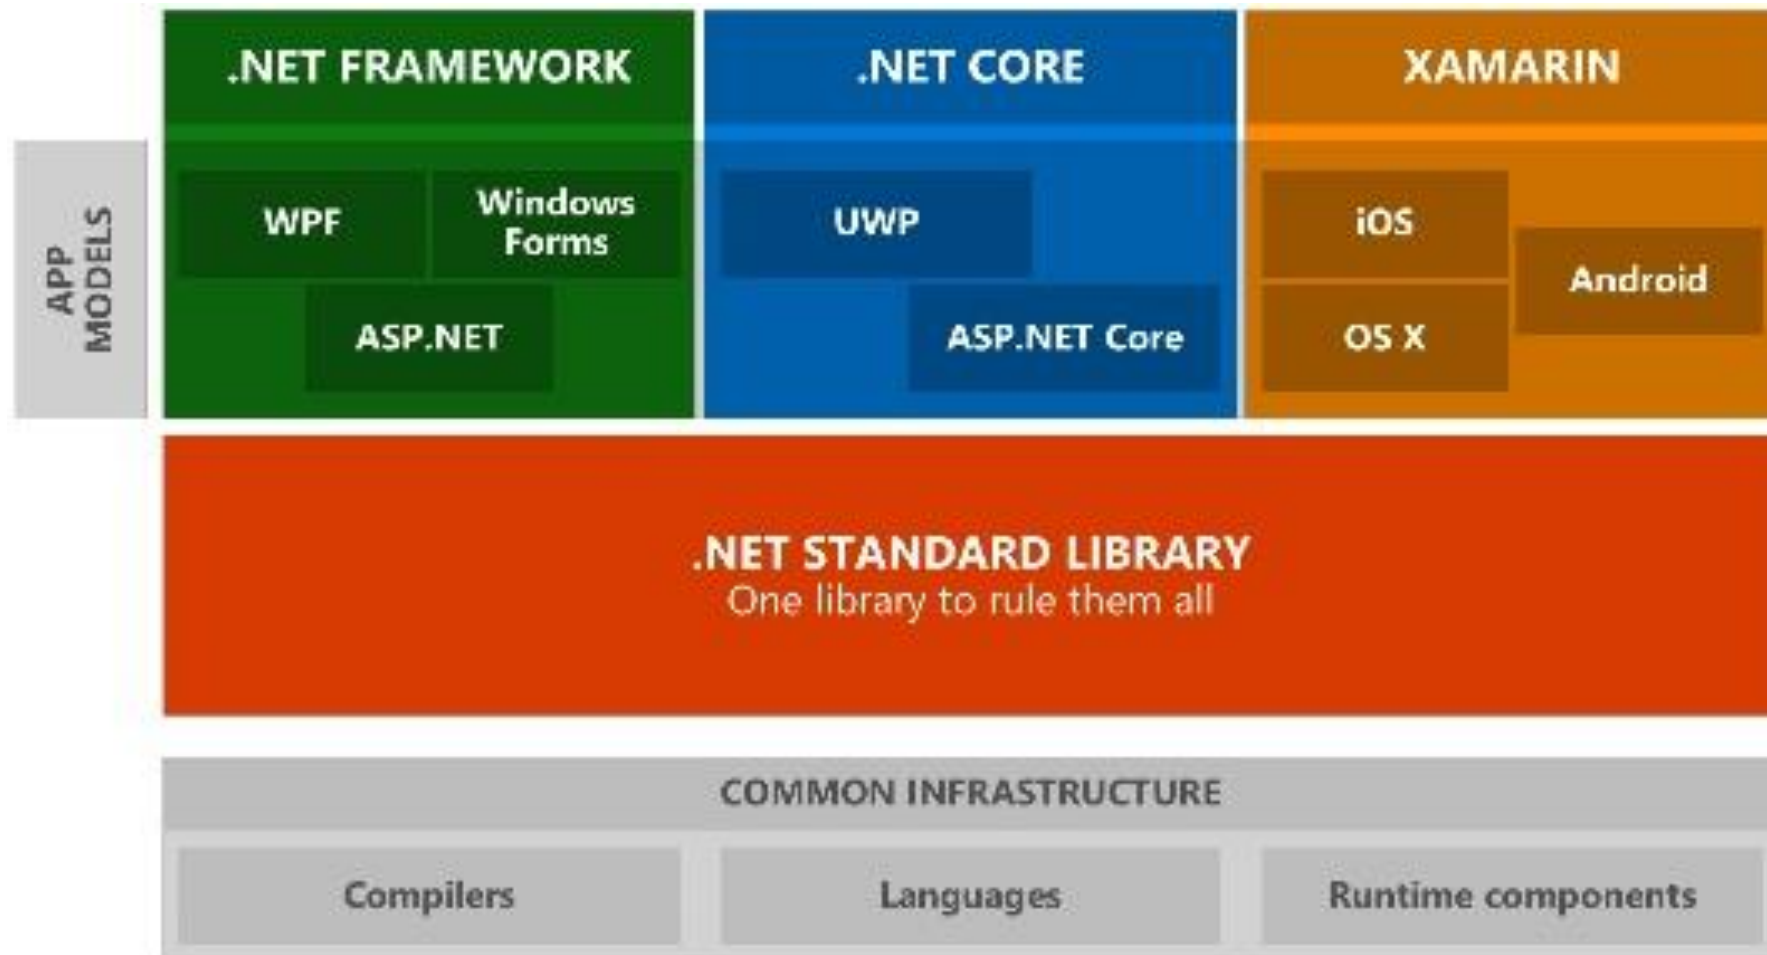 .NET FRAMEWORK
.NET CORE
XAMARIN
APP
MODELS
WPF
Windows
Forms
ASP.NET
UWP
ASP.NET Core
iOS
Android
OS X
.NET STANDARD LIBRARY
One library to rule them all
COMMON INFRASTRUCTURE
Compilers
Languages
Runtime components